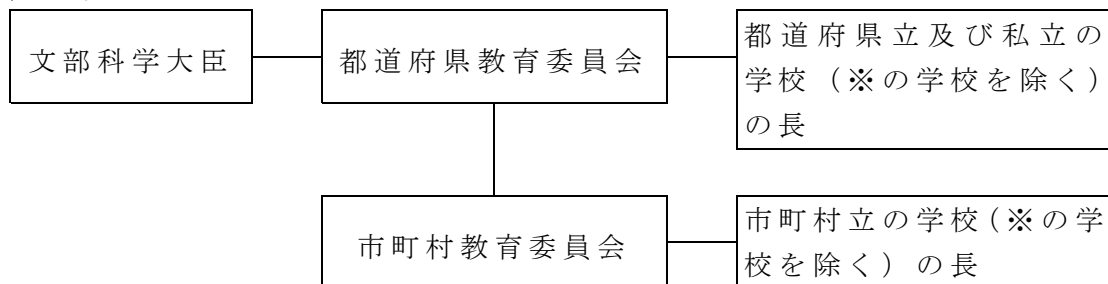 文部科学大臣
都道府県教育委員会
都道府県立及び私立の
学校（※の学校を除く）
の長
市町村教育委員会
市町村立の学校（※の学
校を除く）の長